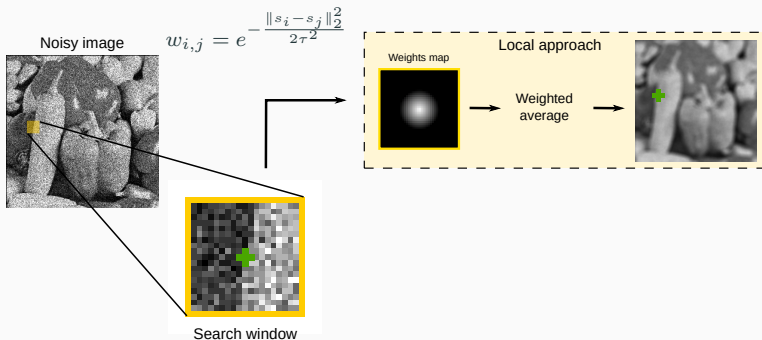 Noisy image
w_{i,j} = e^{-\frac{\|s_i - s_j\|_2^2}{2\tau^2}}
Local approach
Weights map
Weighted
average
Search window